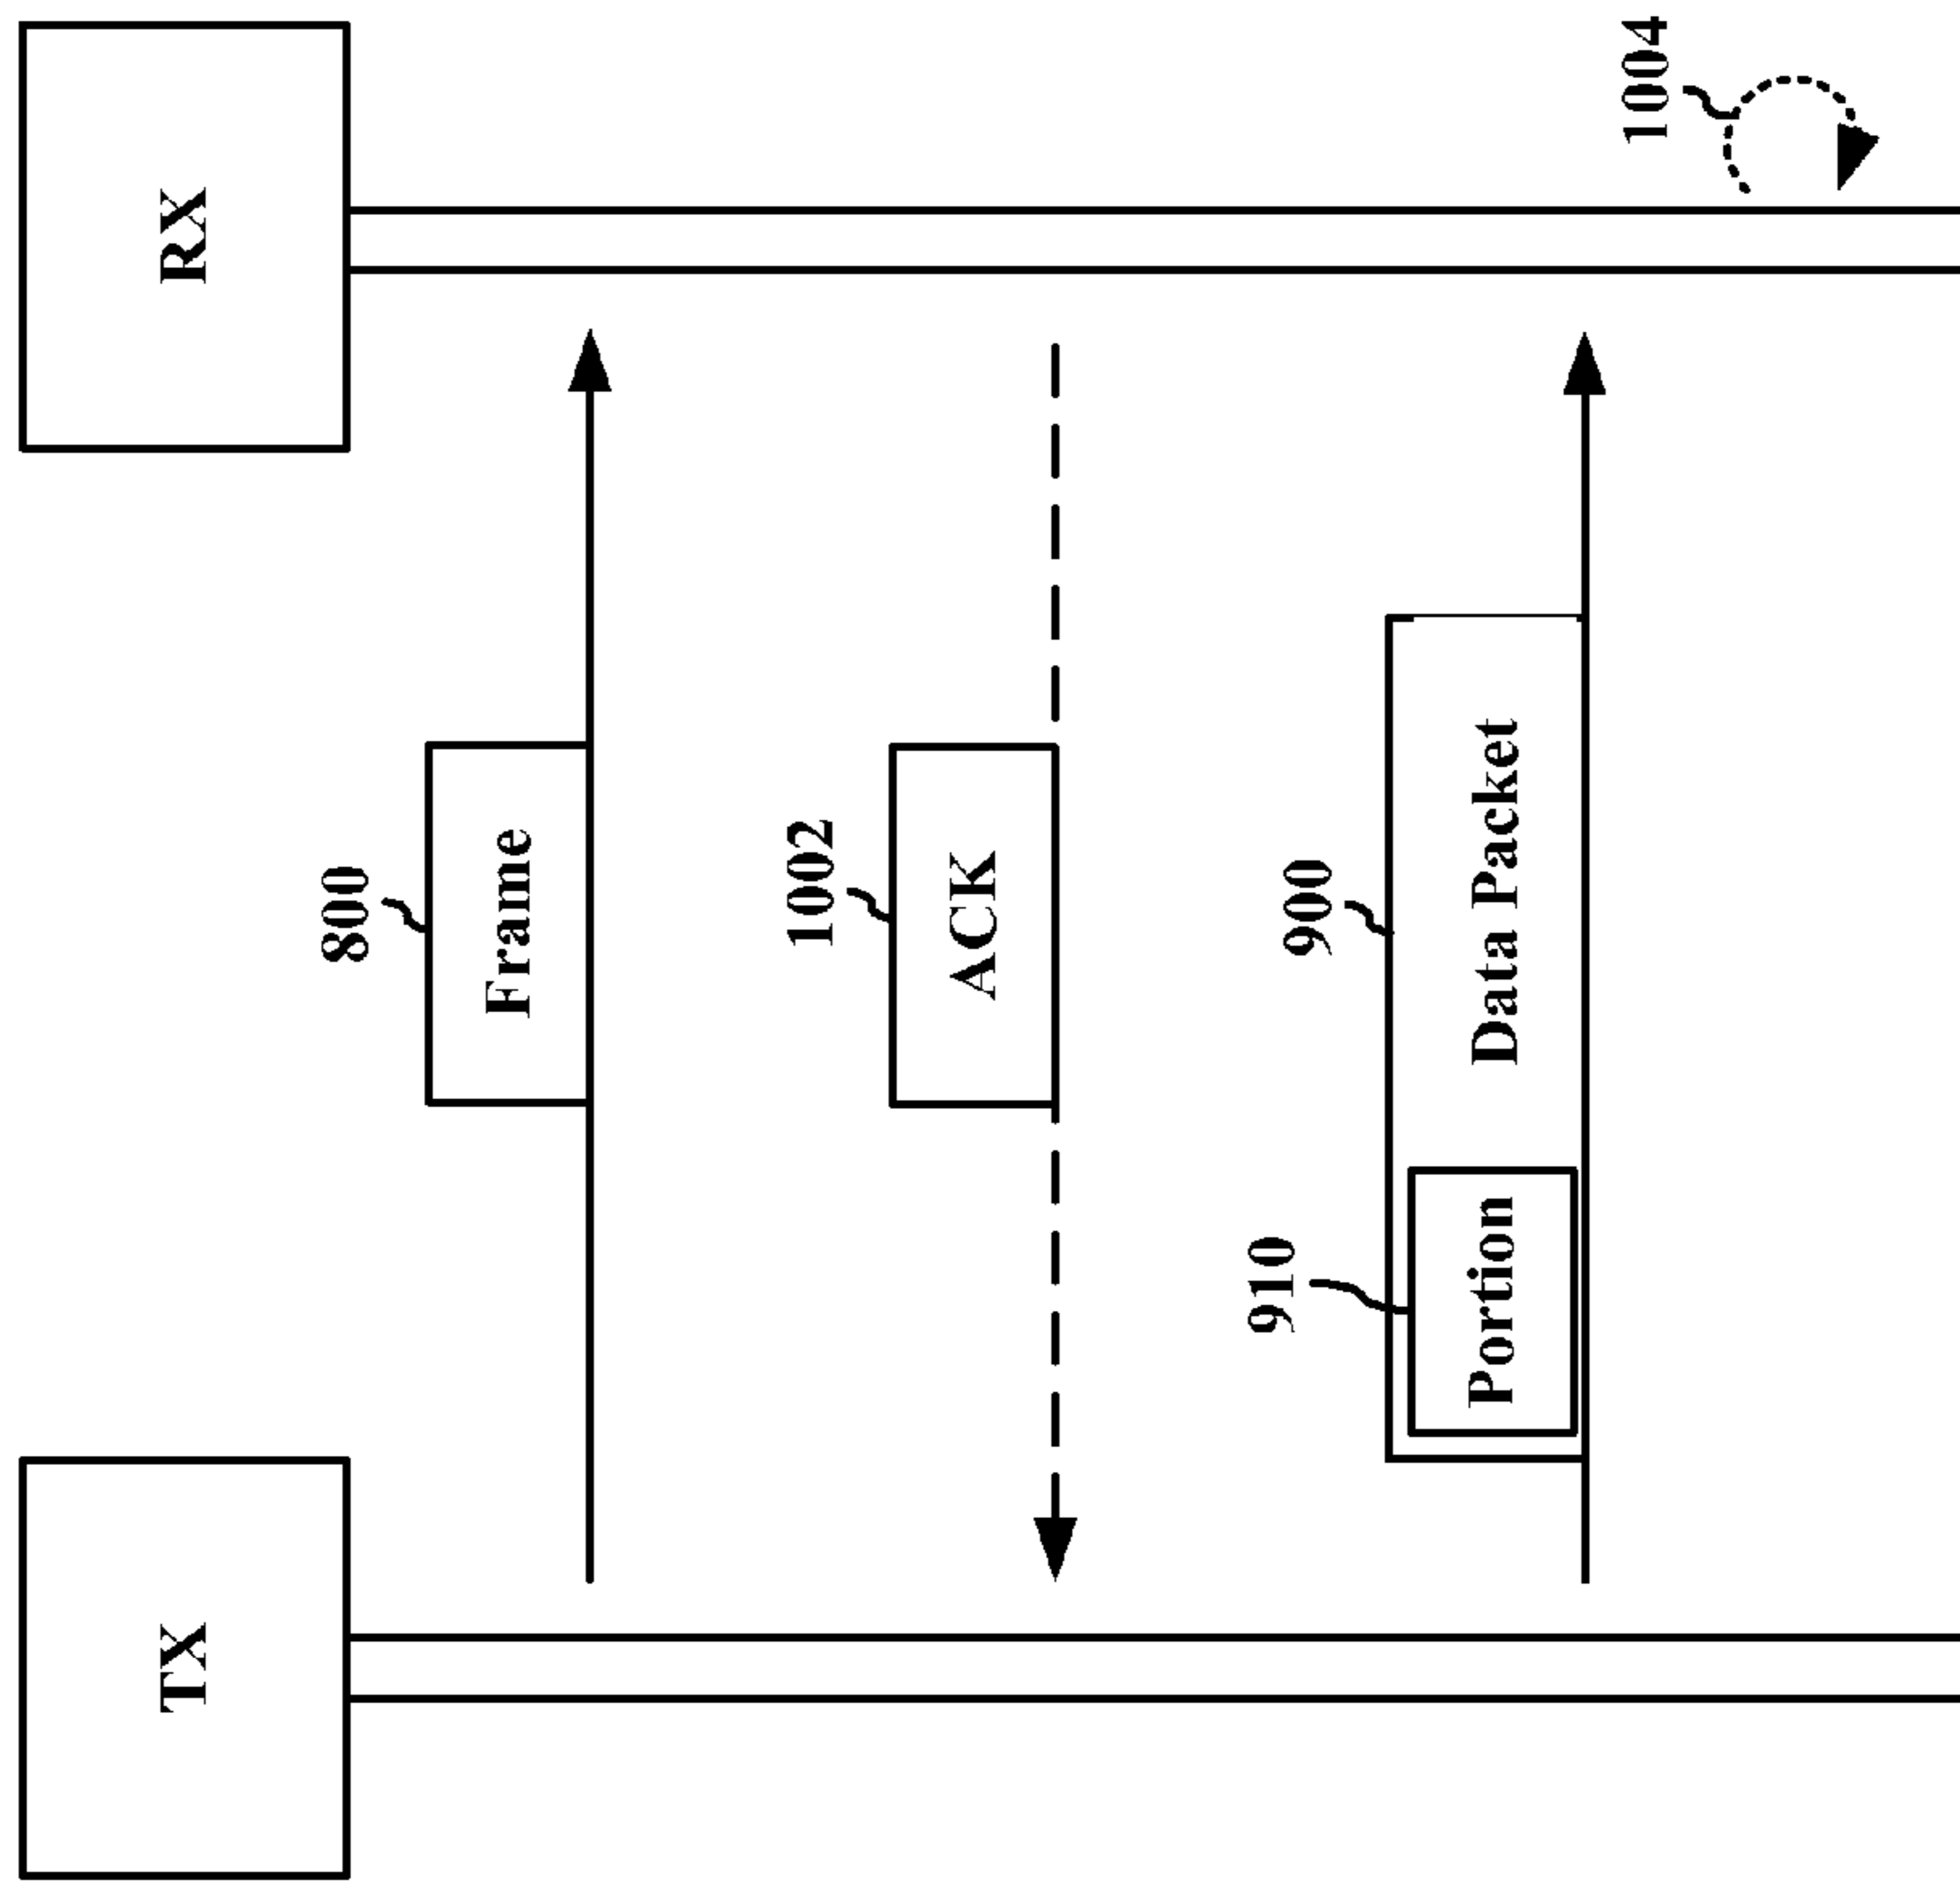 TX
RX
800
Frame
1002
ACK
900
910
Portion
Data Packet
1004